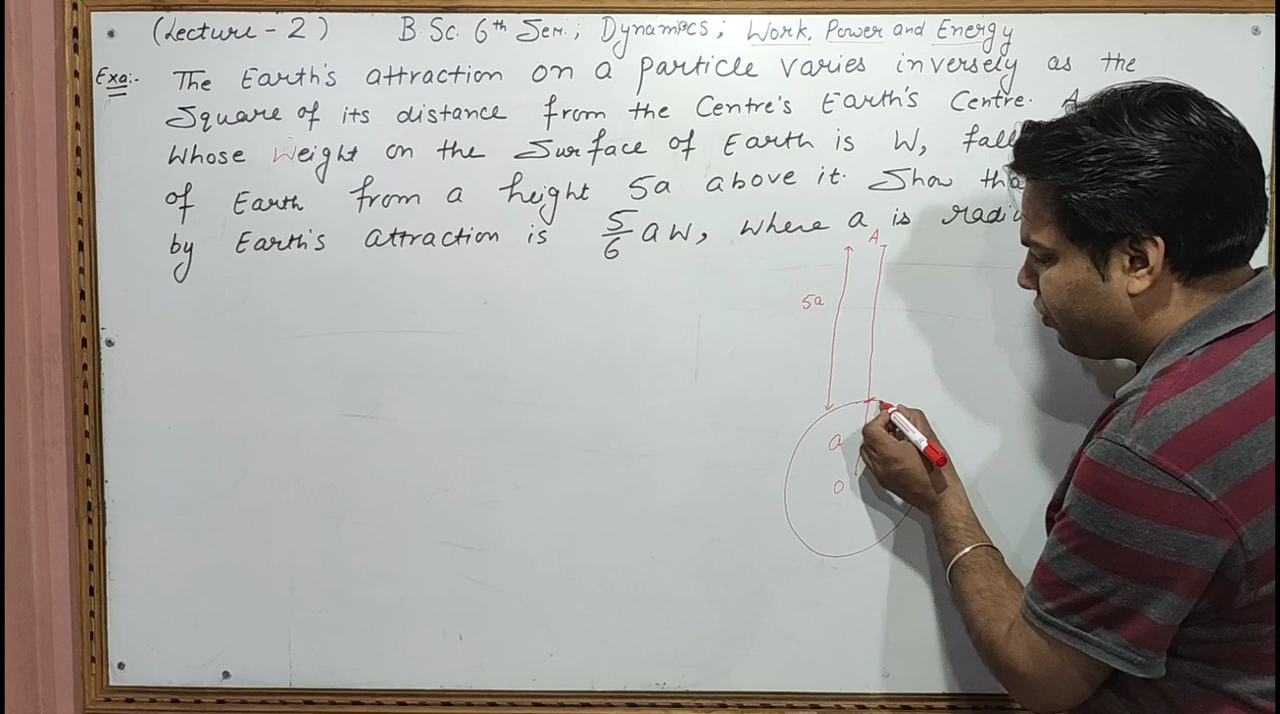 (Lecture - 2) B.Sc. 6th Sem.; Dynamics; Work, Power and Energy
Exa:- The Earth's attraction on a particle varies inversely as the
Square of its distance from the Centre's Earth's Centre. A
Whose Weight on the Surface of Earth is W, fall
of Earth from a height 5a above it. Show tha
by Earth's attraction is 5/6 aW, where a is radiu
A
5a
a
O